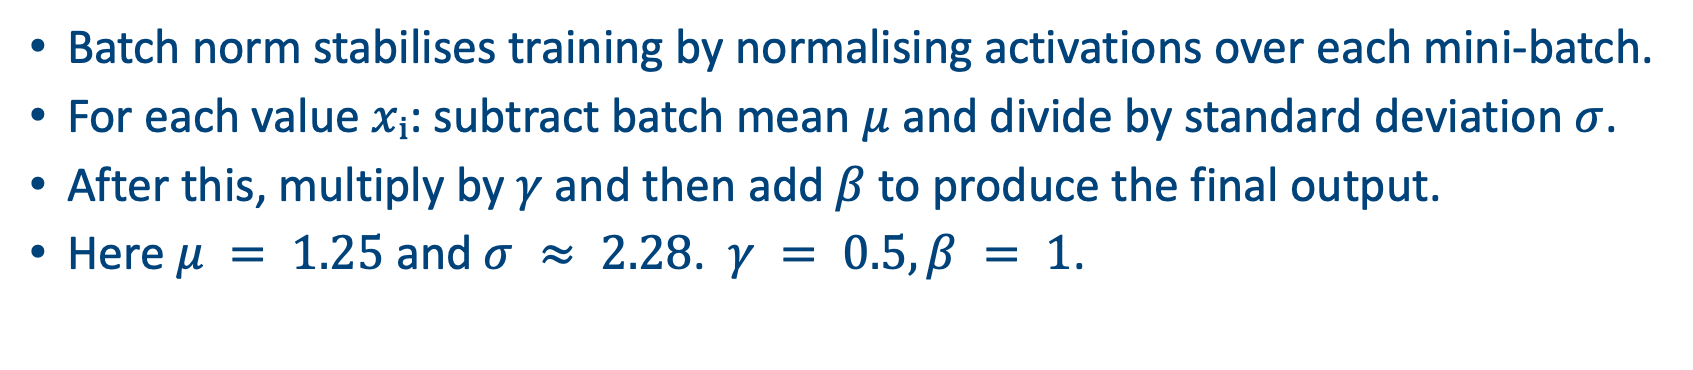 • Batch norm stabilises training by normalising activations over each mini-batch.
• For each value xᵢ: subtract batch mean μ and divide by standard deviation σ.
• After this, multiply by γ and then add β to produce the final output.
• Here μ = 1.25 and σ ≈ 2.28. γ = 0.5, β = 1.